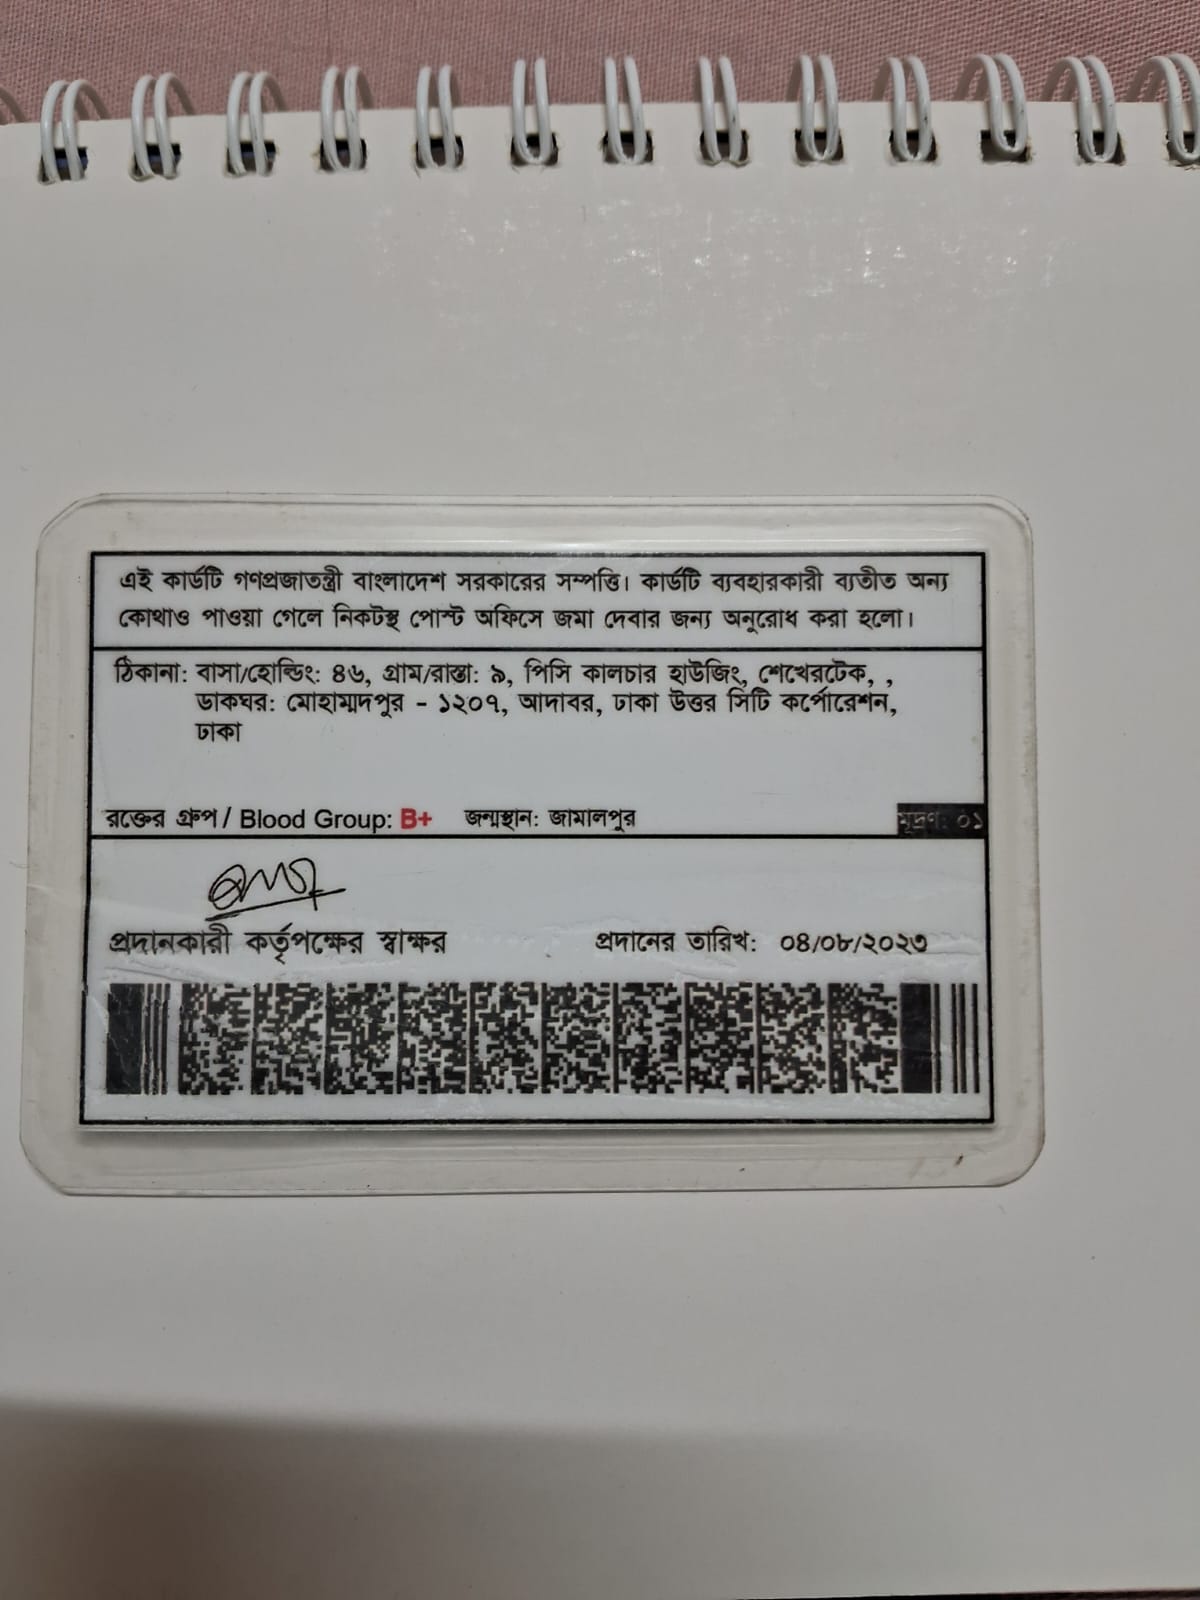 এই কার্ডটি গণপ্রজাতন্ত্রী বাংলাদেশ সরকারের সম্পত্তি। কার্ডটি ব্যবহারকারী ব্যতীত অন্য
কোথাও পাওয়া গেলে নিকটস্থ পোস্ট অফিসে জমা দেবার জন্য অনুরোধ করা হলো।
ঠিকানা: বাসা/হোল্ডিং: ৪৬, গ্রাম/রাস্তা: ৯, পিসি কালচার হাউজিং, শেখেরটেক, ,
ডাকঘর: মোহাম্মদপুর - ১২০৭, আদাবর, ঢাকা উত্তর সিটি কর্পোরেশন,
ঢাকা
রক্তের গ্রুপ / Blood Group: B+ জন্মস্থান: জামালপুর মূদ্রণ: ০১
প্রদানকারী কর্তৃপক্ষের স্বাক্ষর প্রদানের তারিখ: ০৪/০৮/২০২৩